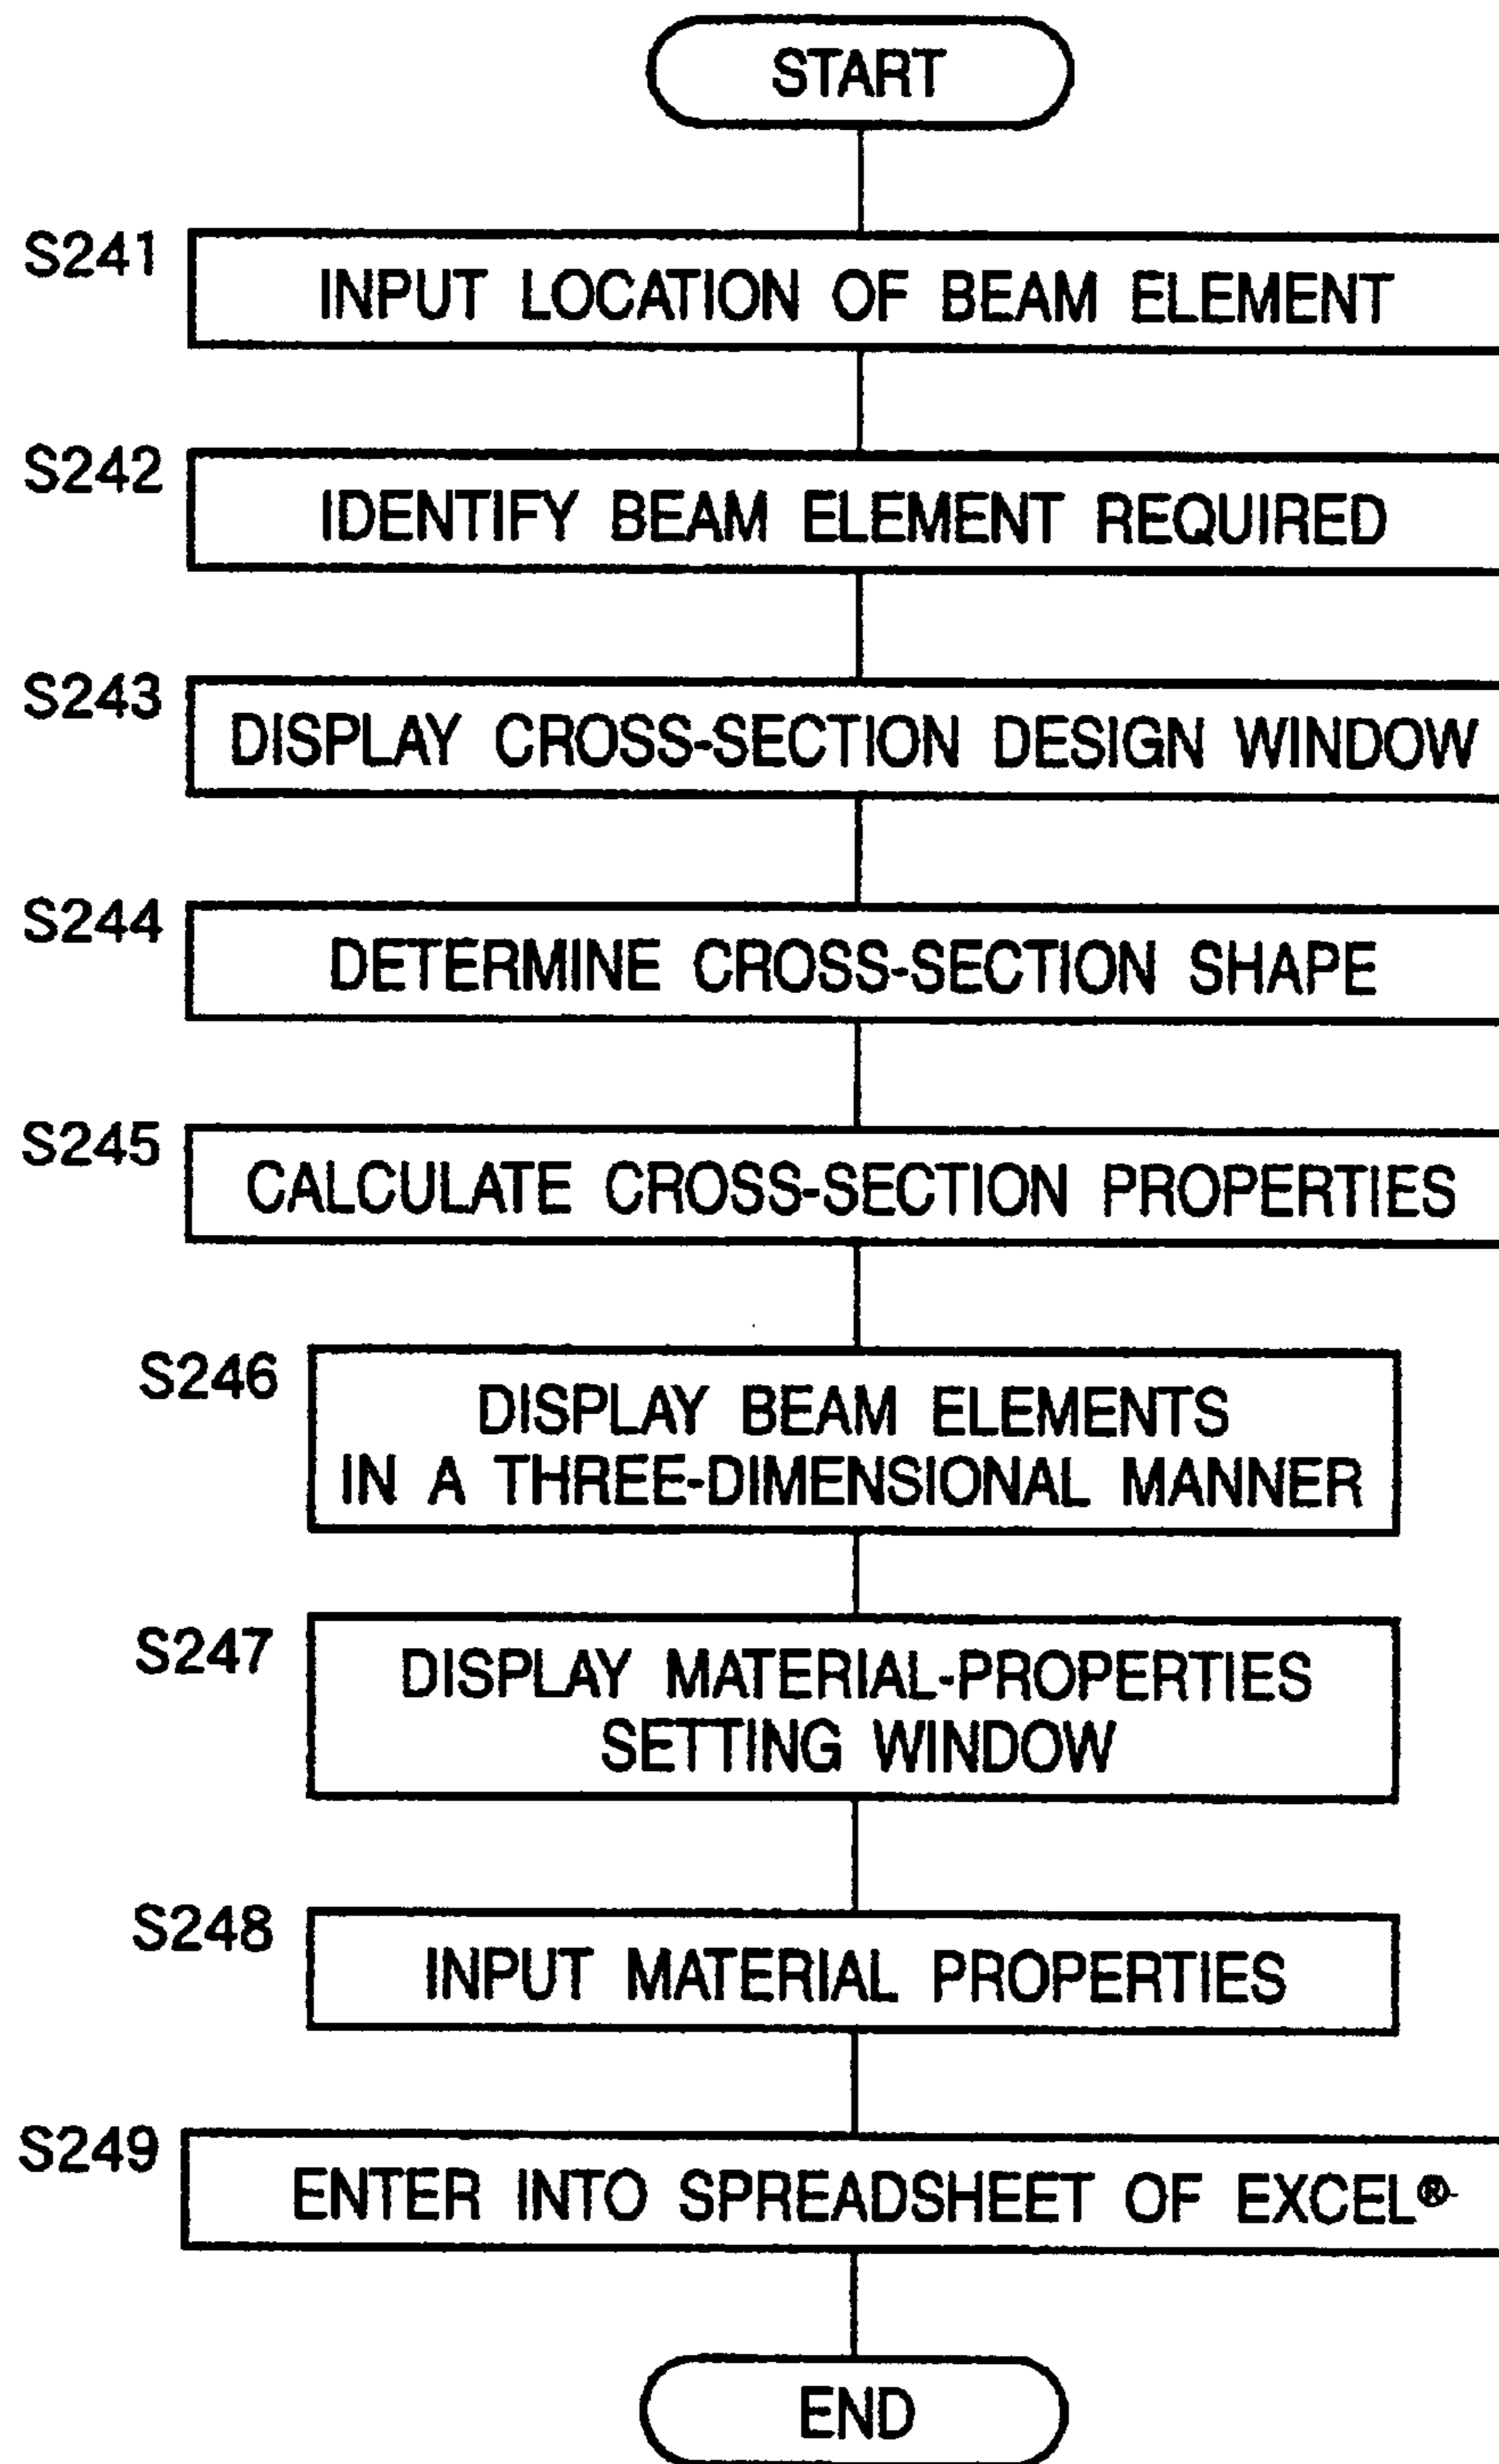 START
S241
INPUT LOCATION OF BEAM ELEMENT
S242
IDENTIFY BEAM ELEMENT REQUIRED
S243
DISPLAY CROSS-SECTION DESIGN WINDOW
S244
DETERMINE CROSS-SECTION SHAPE
S245
CALCULATE CROSS-SECTION PROPERTIES
S246
DISPLAY BEAM ELEMENTS
IN A THREE-DIMENSIONAL MANNER
S247
DISPLAY MATERIAL-PROPERTIES
SETTING WINDOW
S248
INPUT MATERIAL PROPERTIES
S249
ENTER INTO SPREADSHEET OF EXCEL®
END